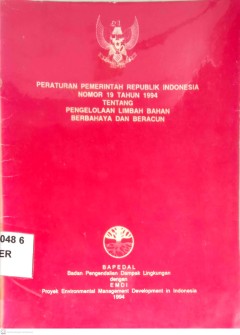 PERATURAN PEMERINTAH REPUBLIK INDONESIA
NOMOR 19 TAHUN 1994
TENTANG
PENGELOLAAN LIMBAH BAHAN
BERBAHAYA DAN BERACUN
048 6
ER
BAPEDAL
Badan Pengendalian Dampak Lingkungan
dengan
EMDI
Proyek Environmental Management Development in Indonesia
1994